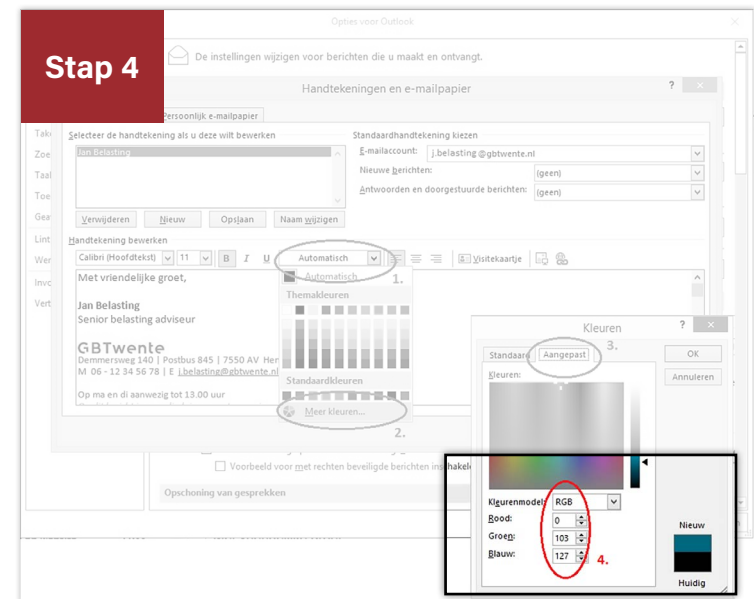 Opties voor Outlook
Stap 4
De instellingen wijzigen voor berichten die u maakt en ontvangt.
Handtekeningen en e-mailpapier
Persoonlijk e-mailpapier
Selecteer de handtekening als u deze wilt bewerken
Standaardhandtekening kiezen
Jan Belasting
E-mailaccount: j.belasting@gbtwente.nl
Nieuwe berichten: (geen)
Antwoorden en doorgestuurde berichten: (geen)
Verwijderen Nieuw Opslaan Naam wijzigen
Handtekening bewerken
Calibri (Hoofdtekst) 11 B I U Automatisch Visitekaartje
Met vriendelijke groet,
Automatisch 1.
Themakleuren
Jan Belasting
Senior belasting adviseur
GBTwente
Demmersweg 140 | Postbus 845 | 7550 AV
M 06 - 12 34 56 78 | E j.belasting@gbtwente.nl
Standaardkleuren
Op ma en di aanwezig tot 13.00 uur
Meer kleuren...
2.
Voorbeeld voor met rechten beveiligde berichten
Opschoning van gesprekken
Kleuren ?
Standaard Aangepast 3. OK
Kleuren: Annuleren
Kleurenmodel: RGB
Rood: 0
Groen: 103
Blauw: 127 4.
Nieuw
Huidig